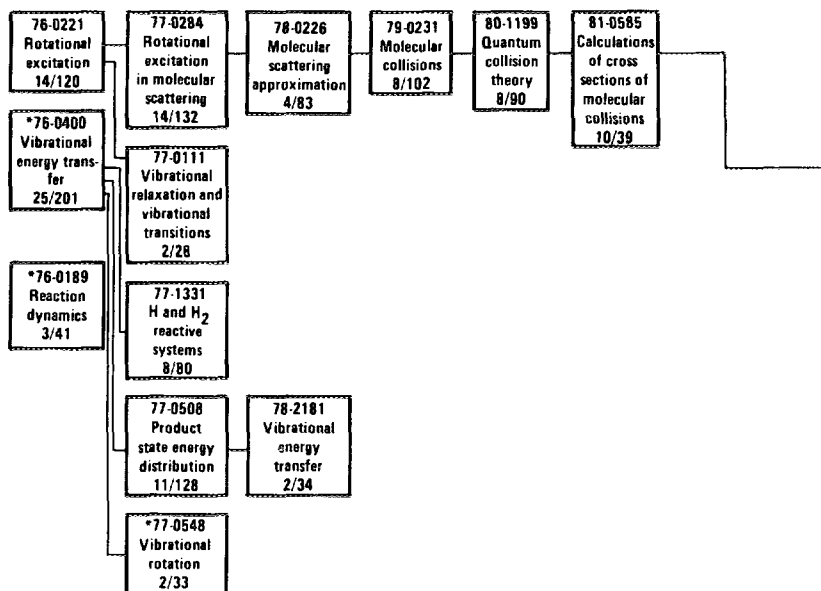 76-0221
Rotational
excitation
14/120
77-0284
Rotational
excitation
in molecular
scattering
14/132
78-0226
Molecular
scattering
approximation
4/83
79-0231
Molecular
collisions
8/102
80-1199
Quantum
collision
theory
8/90
81-0585
Calculations
of cross
sections of
molecular
collisions
10/39
*76-0400
Vibrational
energy trans-
fer
25/201
77-0111
Vibrational
relaxation and
vibrational
transitions
2/28
*76-0189
Reaction
dynamics
3/41
77-1331
H and H2
reactive
systems
8/80
77-0508
Product
state energy
distribution
11/128
78-2181
Vibrational
energy
transfer
2/34
*77-0548
Vibrational
rotation
2/33